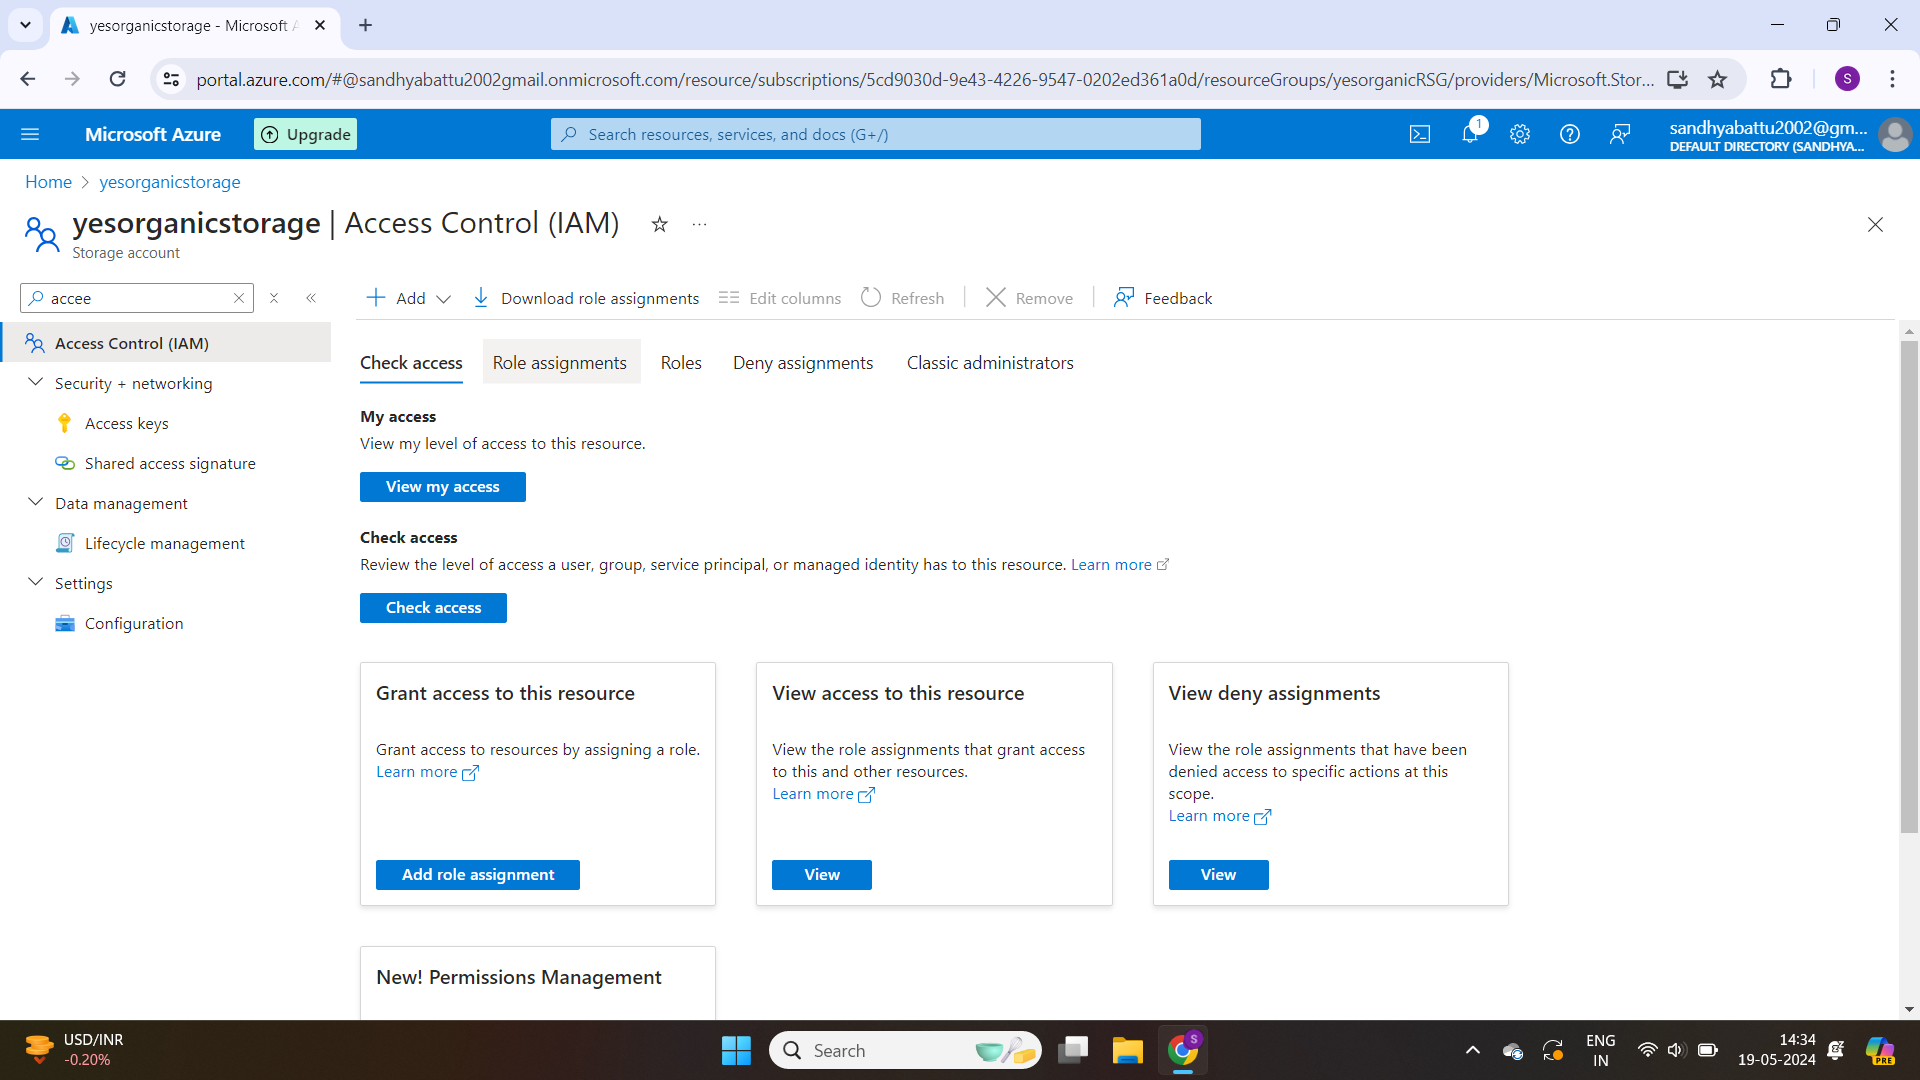 yesorganicstorage - Microsoft A
portal.azure.com/#@sandhyabattu2002gmail.onmicrosoft.com/resource/subscriptions/5cd9030d-9e43-4226-9547-0202ed361a0d/resourceGroups/yesorganicRSG/providers/Microsoft.Stor...
S
Microsoft Azure
Upgrade
Search resources, services, and docs (G+/)
1
sandhyabattu2002@gm...
DEFAULT DIRECTORY (SANDHYA...
Home > yesorganicstorage
yesorganicstorage | Access Control (IAM)
Storage account
accee
Add
Download role assignments
Edit columns
Refresh
Remove
Feedback
Access Control (IAM)
Security + networking
Access keys
Shared access signature
Data management
Lifecycle management
Settings
Configuration
Check access
Role assignments
Roles
Deny assignments
Classic administrators
My access
View my level of access to this resource.
View my access
Check access
Review the level of access a user, group, service principal, or managed identity has to this resource. Learn more
Check access
Grant access to this resource
Grant access to resources by assigning a role.
Learn more
Add role assignment
View access to this resource
View the role assignments that grant access
to this and other resources.
Learn more
View
View deny assignments
View the role assignments that have been
denied access to specific actions at this
scope.
Learn more
View
New! Permissions Management
USD/INR
-0.20%
Search
S
ENG
IN
14:34
19-05-2024
PRE